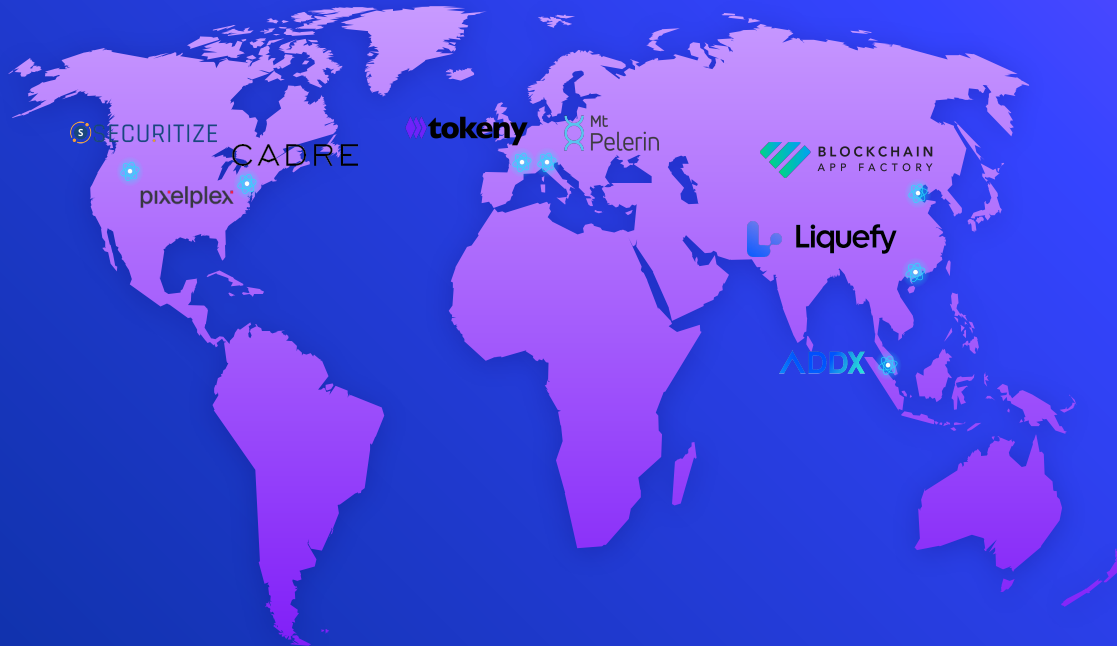 SECURITIZE
CADRE
pixelplex
tokeny
Mt
Pelerin
BLOCKCHAIN
APP FACTORY
Liquefy
ADDX